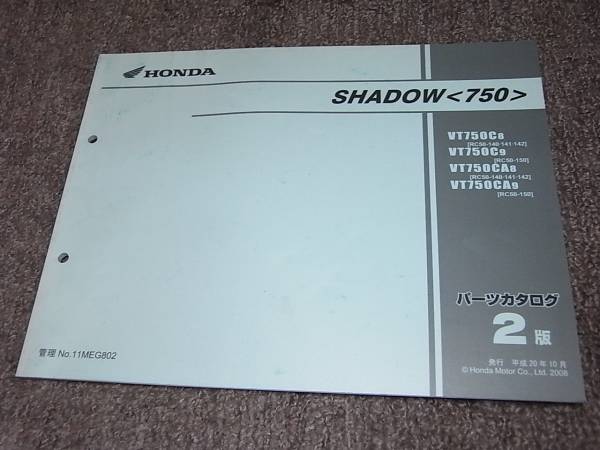 HONDA
SHADOW<750>
VT750C8
[RC50-140・141・142]
VT750C9
[RC50-150]
VT750CA8
[RC50-140・141・142]
VT750CA9
[RC50-150]
パーツカタログ
2版
発行 平成20年10月
© Honda Motor Co., Ltd. 2008
管理 No.11MEG802